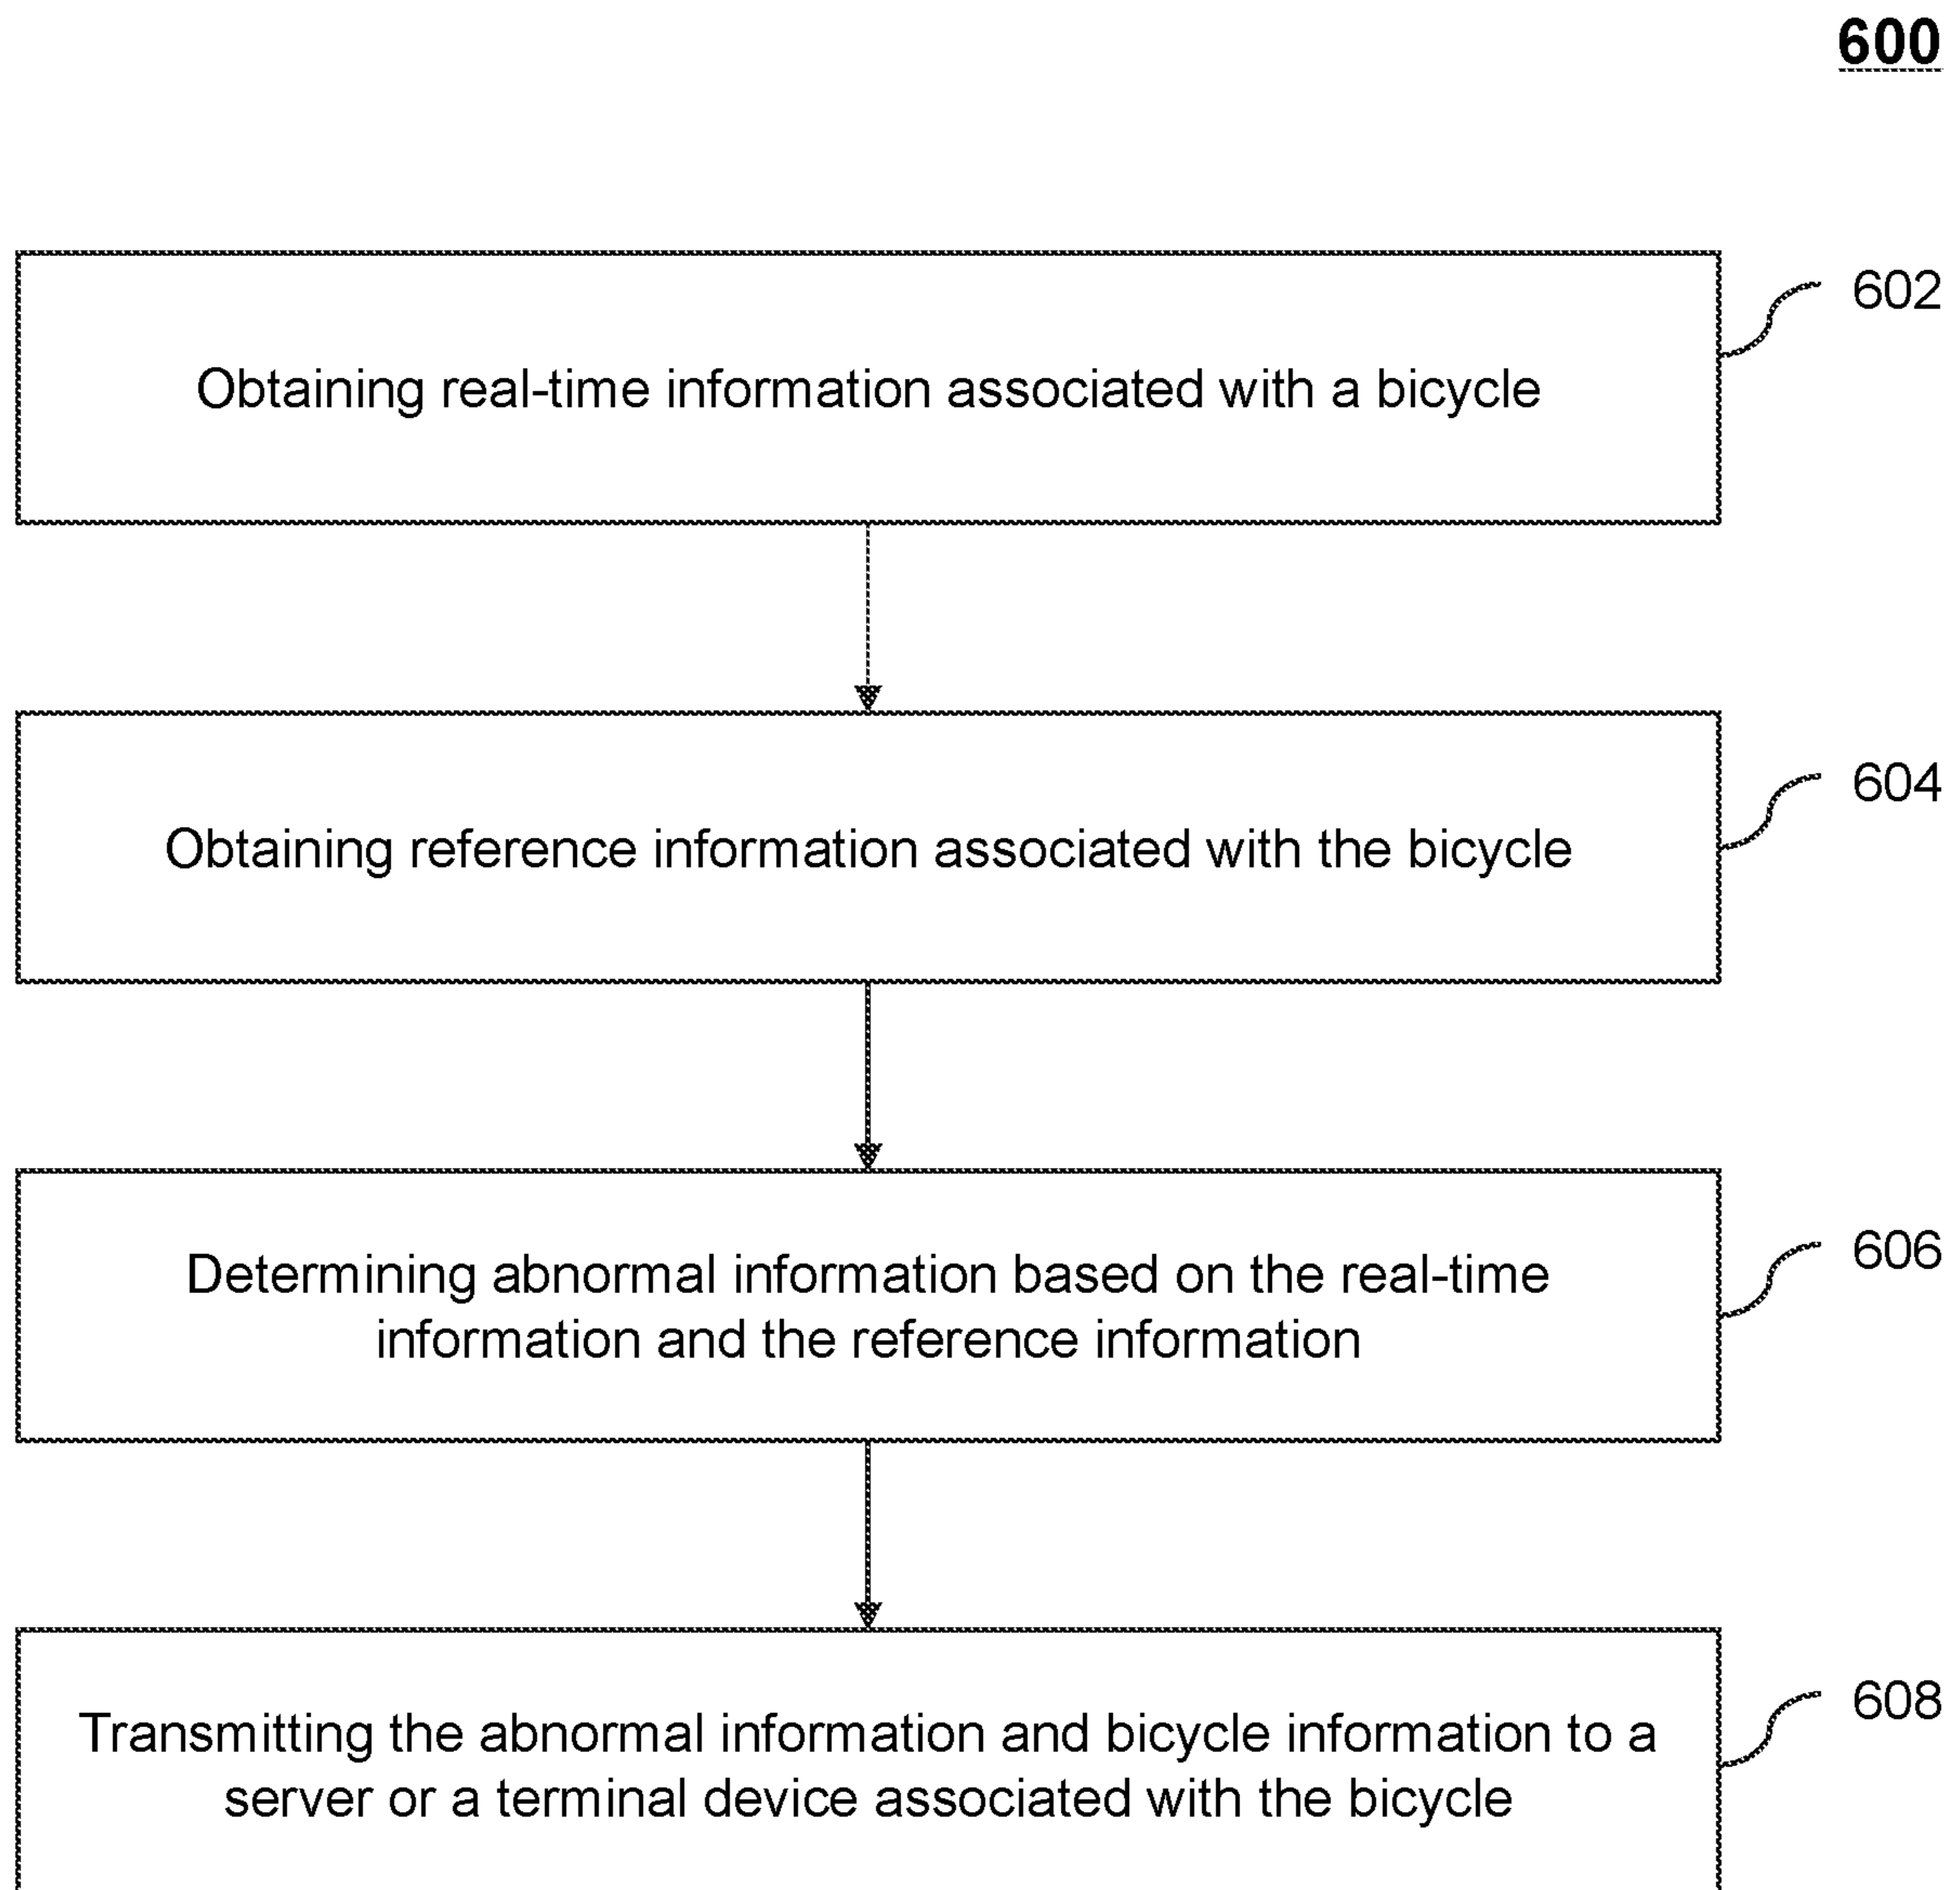 600
Obtaining real-time information associated with a bicycle
602
Obtaining reference information associated with the bicycle
604
Determining abnormal information based on the real-time
information and the reference information
606
Transmitting the abnormal information and bicycle information to a
server or a terminal device associated with the bicycle
608